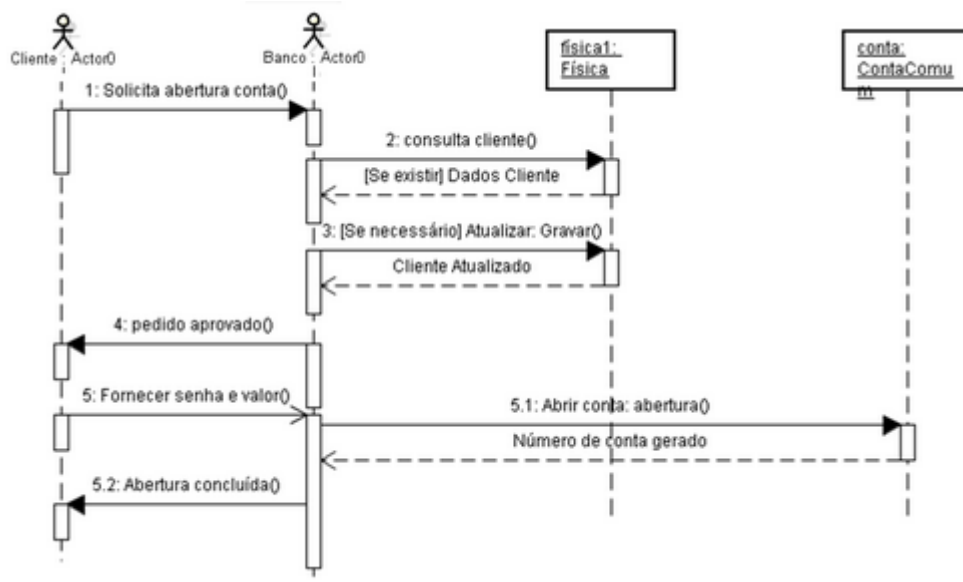 Cliente : Actor0
Banco : Actor0
física1:
Física
conta:
ContaComu
m
1: Solicita abertura conta()
2: consulta cliente()
[Se existir] Dados Cliente
3: [Se necessário] Atualizar: Gravar()
Cliente Atualizado
4: pedido aprovado()
5: Fornecer senha e valor()
5.1: Abrir conta: abertura()
Número de conta gerado
5.2: Abertura concluída()